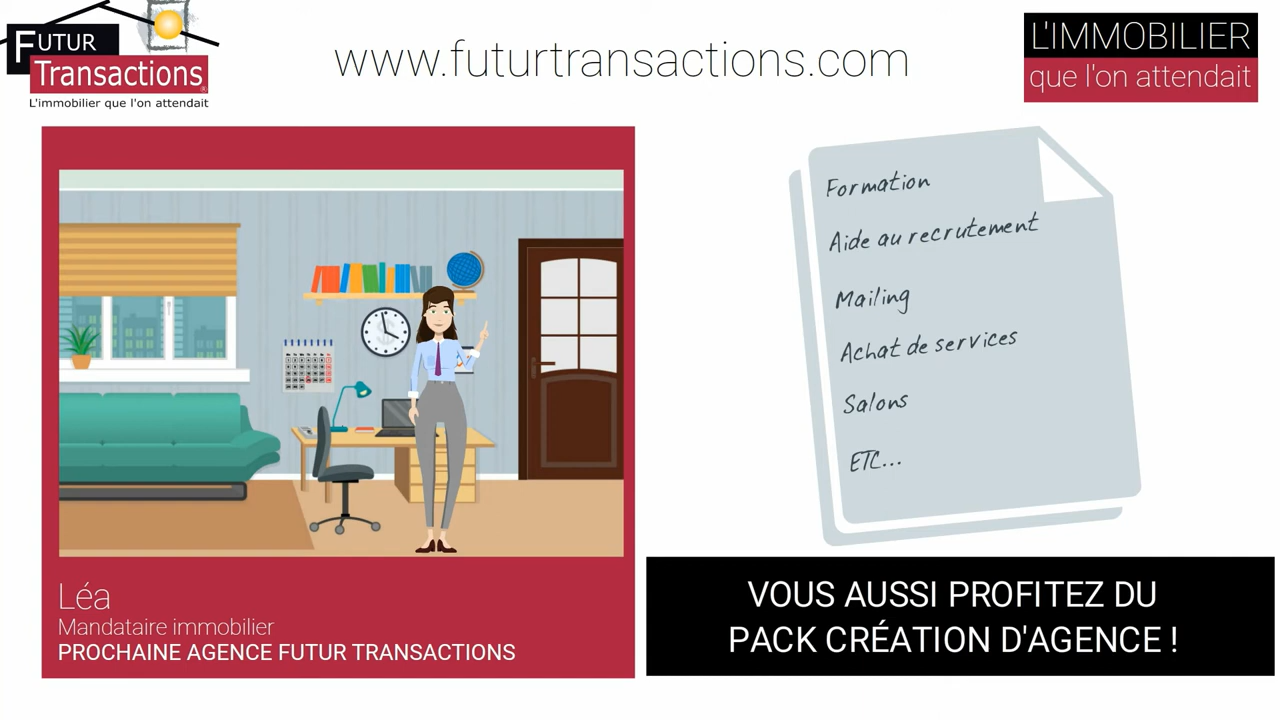 FUTUR
Transactions
L'immobilier que l'on attendait
www.futurtransactions.com
L'IMMOBILIER
que l'on attendait
Formation
Aide au recrutement
Mailing
Achat de services
Salons
ETC...
Léa
Mandataire immobilier
PROCHAINE AGENCE FUTUR TRANSACTIONS
VOUS AUSSI PROFITEZ DU
PACK CRÉATION D'AGENCE !